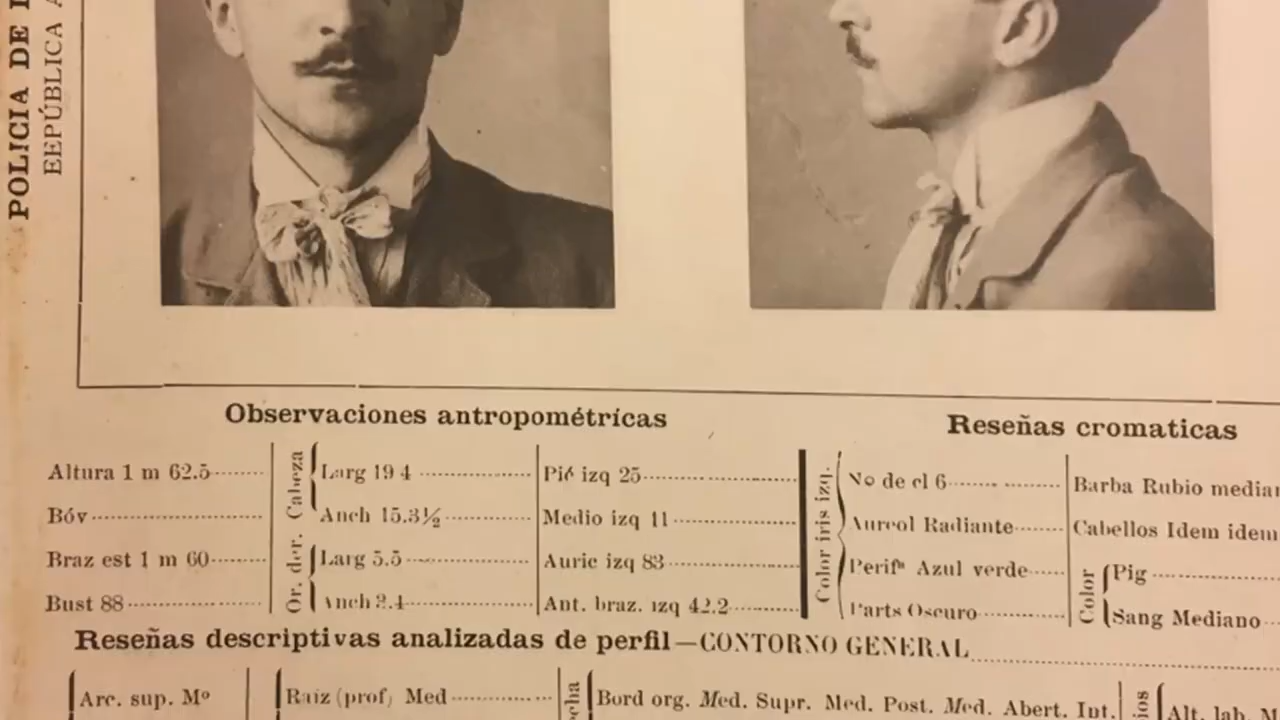 POLICIA DE
EEPÚBLICA A
Observaciones antropométricas
Reseñas cromaticas
Altura 1 m 62.5
Bóv
Braz est 1 m 60
Bust 88
Cabeza
Larg 19 4
Anch 15.3½
Or. der.
Larg 5.5
Anch 3.4
Pié izq 25
Medio izq 11
Auric izq 83
Ant. braz. izq 42.2
Color iris izq.
No de cl 6
Aureol Radiante
Perifª Azul verde
Parts Oscuro
Barba Rubio median
Cabellos Idem idem
Color
Pig
Sang Mediano
Reseñas descriptivas analizadas de perfil—CONTORNO GENERAL
Arc. sup. Mº
Raiz (prof) Med
Bord org. Med. Supr. Med. Post. Med. Abert. Int.
Alt. lab. M